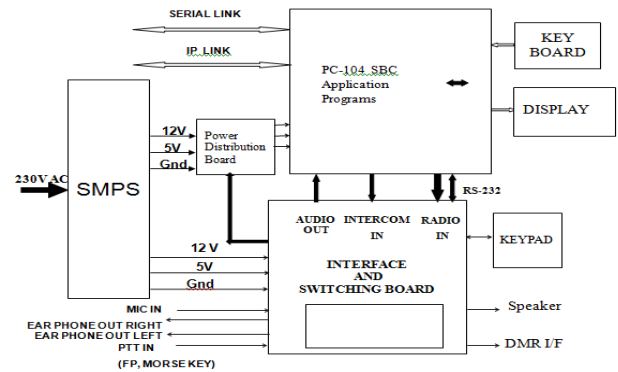 SERIAL LINK
IP LINK
PC-104 SBC
Application
Programs
KEY
BOARD
DISPLAY
12V
5V
Gnd
Power
Distribution
Board
230V AC
SMPS
RS-232
AUDIO
OUT
INTERCOM
IN
RADIO
IN
KEYPAD
12 V
5V
Gnd
INTERFACE
AND
SWITCHING BOARD
MIC IN
EAR PHONE OUT RIGHT
EAR PHONE OUT LEFT
PTT IN
(FP, MORSE KEY)
Speaker
DMR I/F